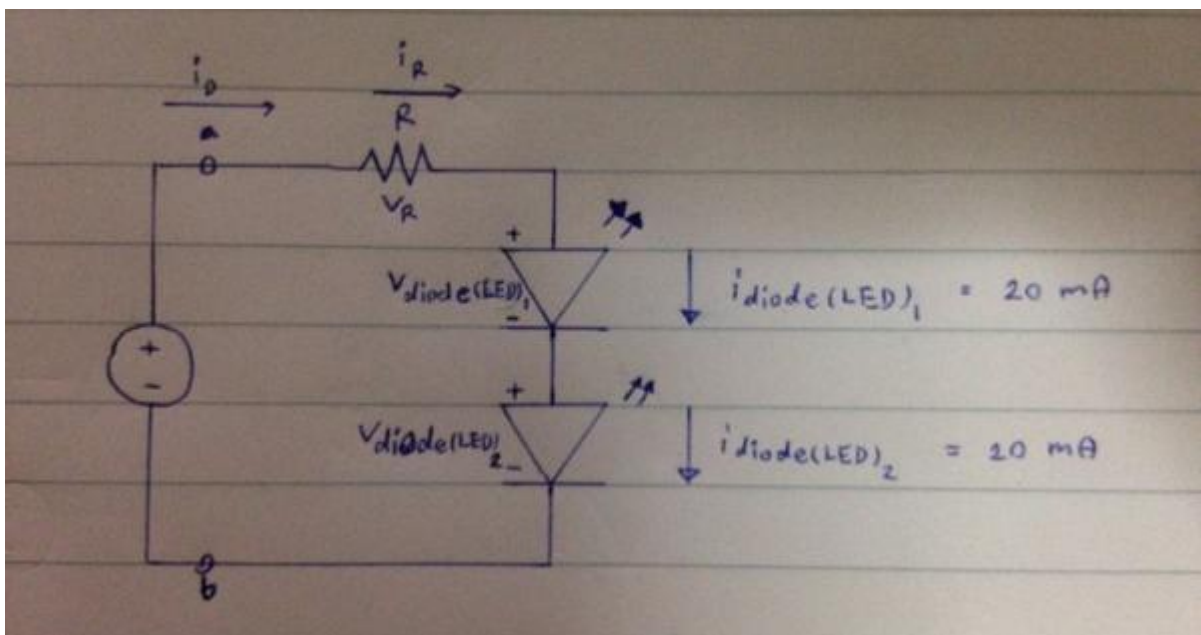 i_D
i_R
a
R
V_R
+
V_diode(LED)_1
-
i_diode(LED)_1 = 20 mA
+
-
+
V_diode(LED)_2
-
i_diode(LED)_2 = 20 mA
b